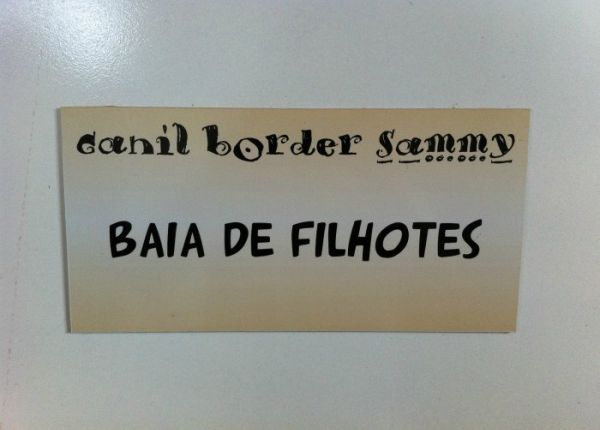 canil border sammy
BAIA DE FILHOTES